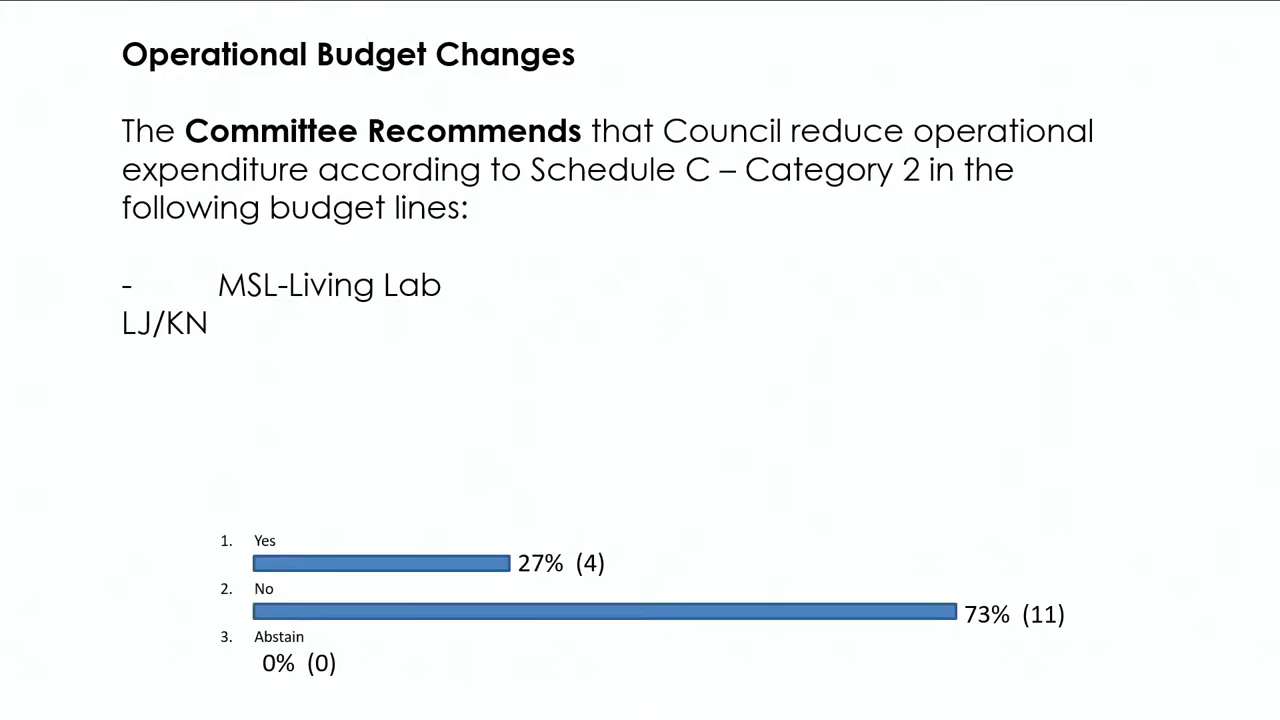 Operational Budget Changes
The Committee Recommends that Council reduce operational
expenditure according to Schedule C – Category 2 in the
following budget lines:
- MSL-Living Lab
LJ/KN
1. Yes
27% (4)
2. No
73% (11)
3. Abstain
0% (0)